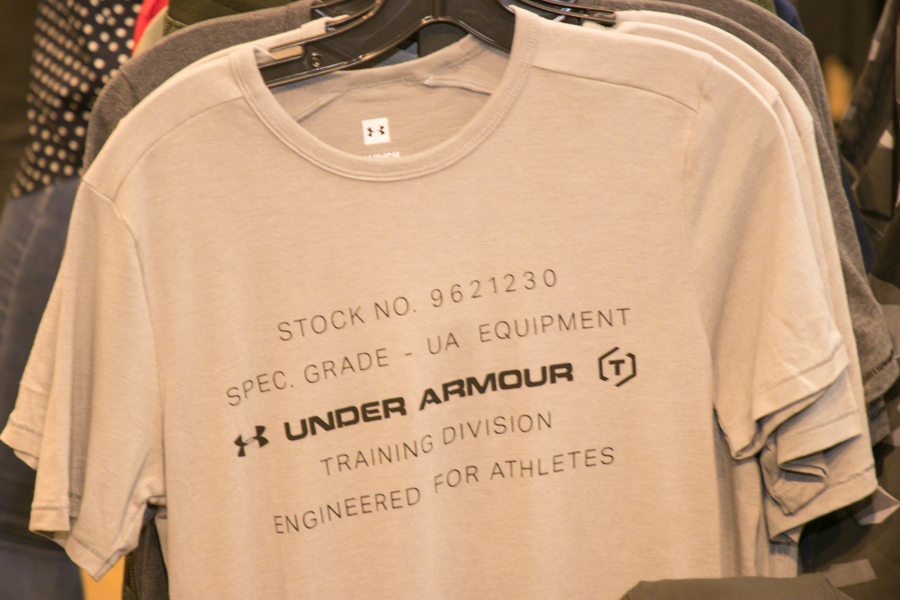 STOCK NO. 9621230
SPEC. GRADE - UA EQUIPMENT
UNDER ARMOUR T
TRAINING DIVISION
ENGINEERED FOR ATHLETES